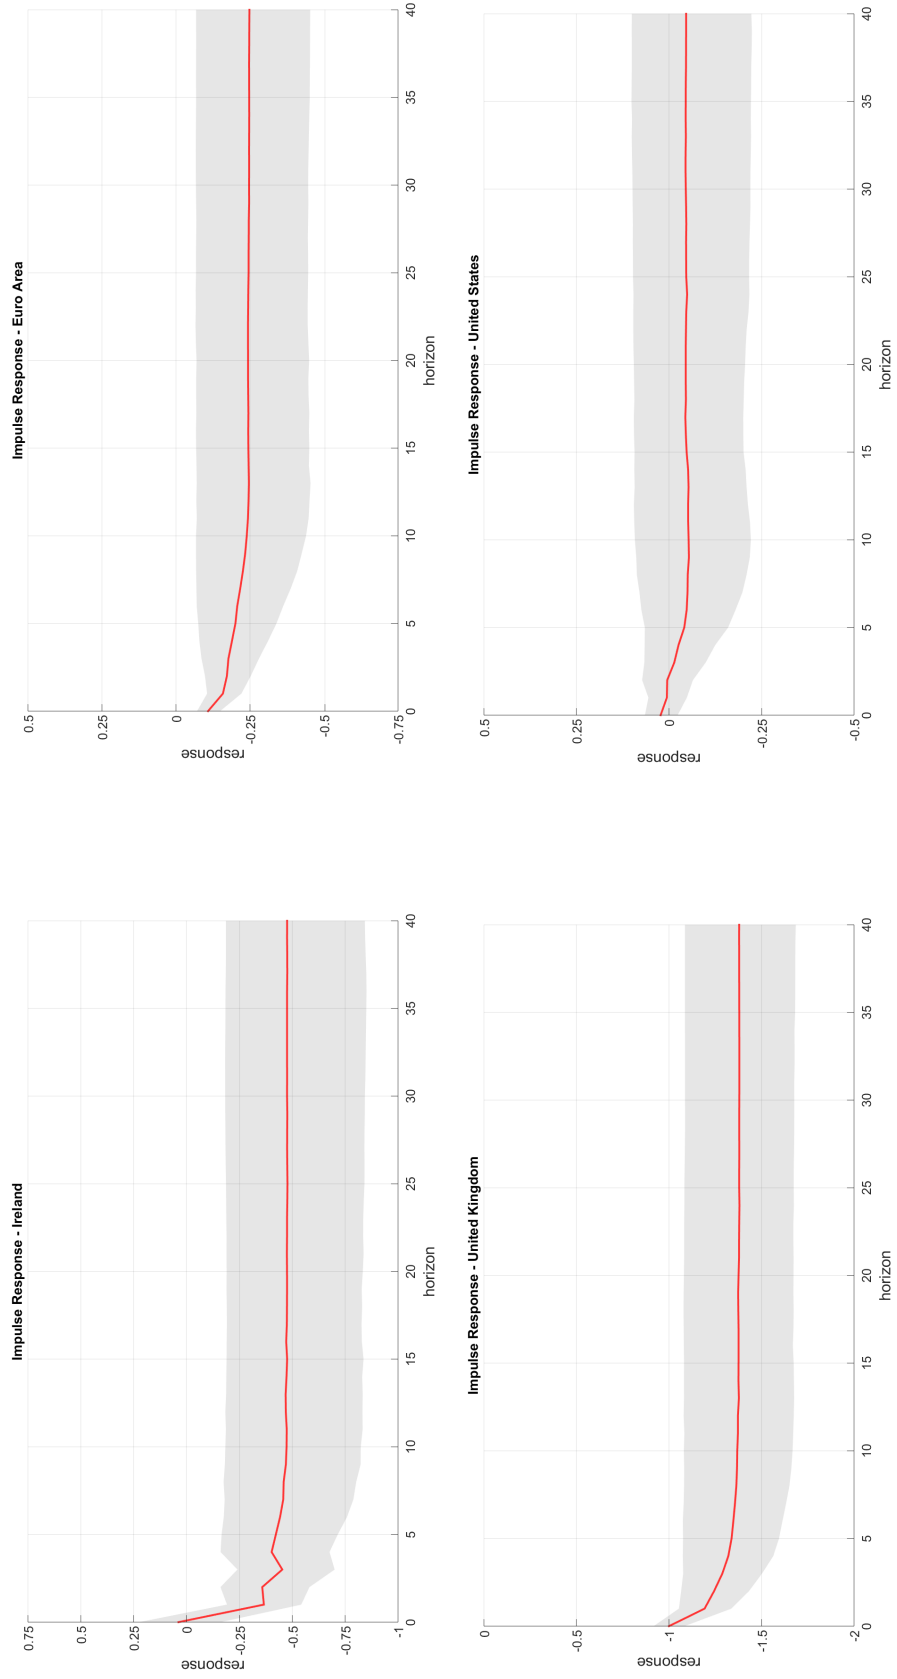 Impulse Response - Ireland
0.75
0.5
0.25
0
-0.25
-0.5
-0.75
-1
response
0 5 10 15 20 25 30 35 40
horizon
Impulse Response - Euro Area
0.5
0.25
0
-0.25
-0.5
-0.75
response
0 5 10 15 20 25 30 35 40
horizon
Impulse Response - United Kingdom
0
-0.5
-1
-1.5
-2
response
0 5 10 15 20 25 30 35 40
horizon
Impulse Response - United States
0.5
0.25
0
-0.25
-0.5
response
0 5 10 15 20 25 30 35 40
horizon